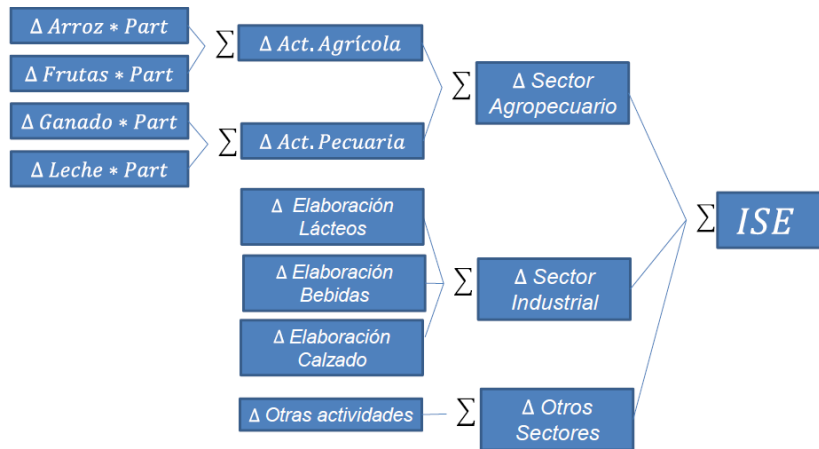 Δ Arroz * Part
Δ Frutas * Part
∑
Δ Act. Agrícola
Δ Ganado * Part
Δ Leche * Part
∑
Δ Act. Pecuaria
∑
Δ Sector
Agropecuario
Δ Elaboración
Lácteos
Δ Elaboración
Bebidas
Δ Elaboración
Calzado
∑
Δ Sector
Industrial
Δ Otras actividades
∑
Δ Otros
Sectores
∑
ISE